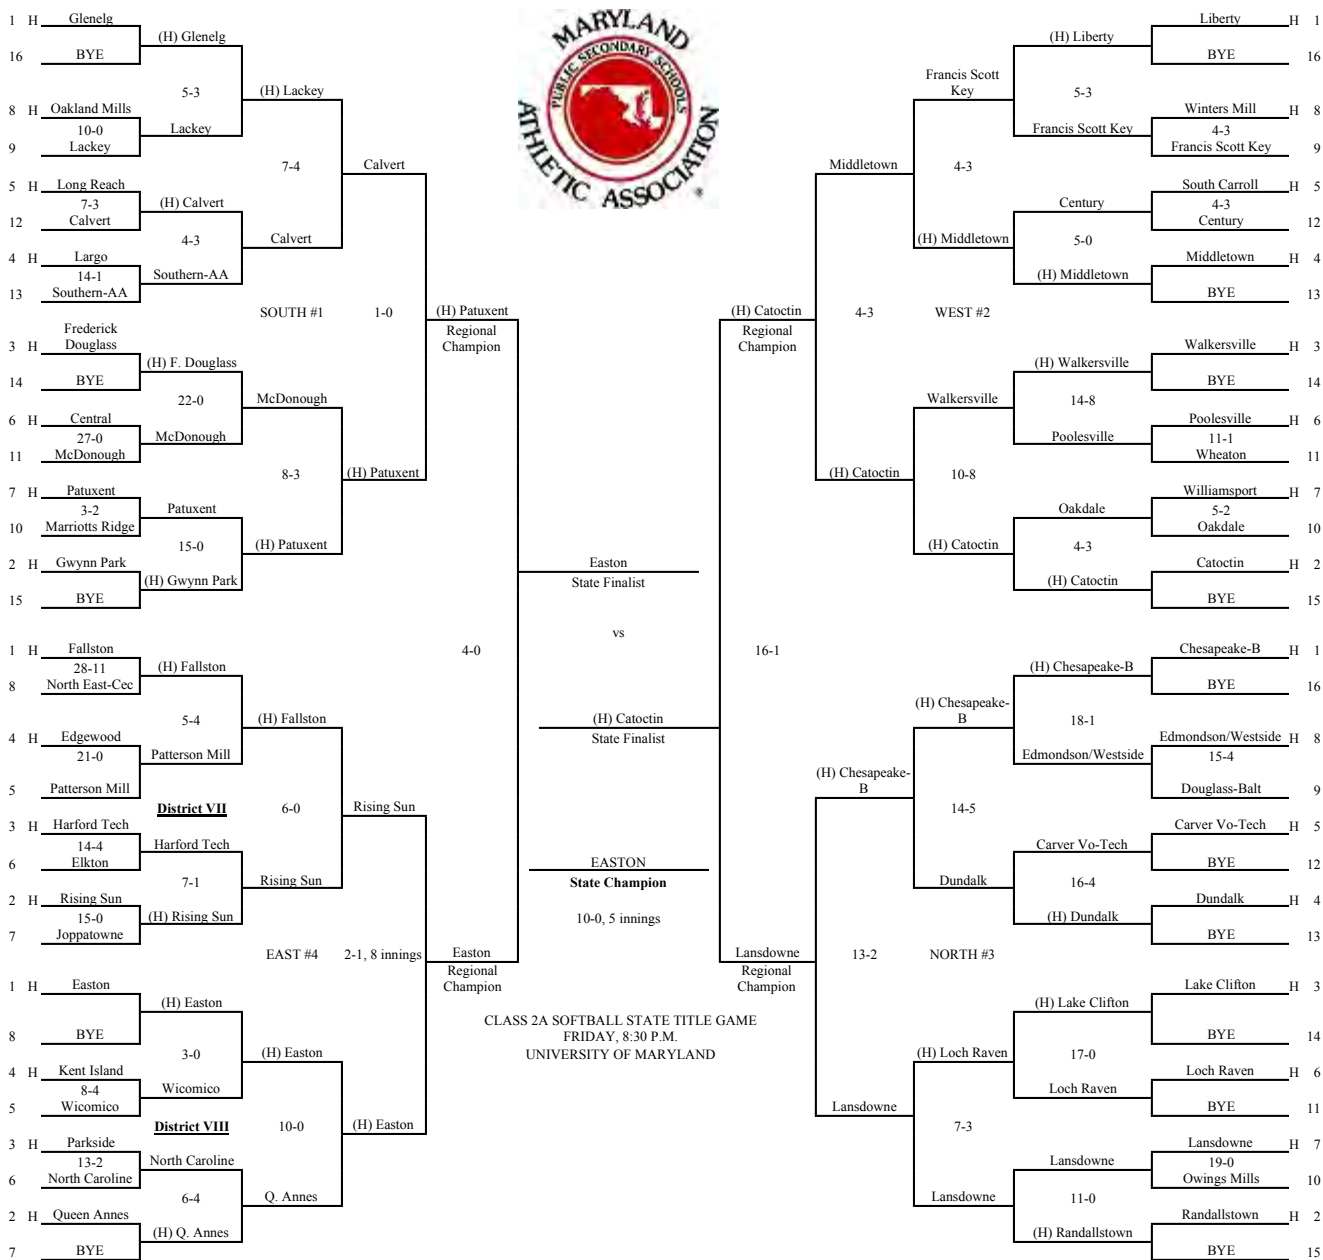 MARYLAND
PUBLIC SECONDARY SCHOOLS
ATHLETIC ASSOCIATION
®
1 H Glenelg
(H) Glenelg
16 BYE
5-3
(H) Lackey
8 H Oakland Mills
10-0
Lackey
9 Lackey
7-4
Calvert
5 H Long Reach
7-3
(H) Calvert
12 Calvert
4-3
Calvert
4 H Largo
14-1
Southern-AA
13 Southern-AA
SOUTH #1
1-0
(H) Patuxent
Regional
Champion
Frederick
3 H Douglass
(H) F. Douglass
14 BYE
22-0
McDonough
6 H Central
27-0
McDonough
11 McDonough
8-3
(H) Patuxent
7 H Patuxent
3-2
Patuxent
10 Marriotts Ridge
15-0
(H) Patuxent
2 H Gwynn Park
(H) Gwynn Park
15 BYE
Easton
State Finalist
vs
4-0
1 H Fallston
28-11
(H) Fallston
8 North East-Cec
5-4
(H) Fallston
4 H Edgewood
21-0
Patterson Mill
5 Patterson Mill
District VII
6-0
Rising Sun
3 H Harford Tech
14-4
Harford Tech
6 Elkton
7-1
Rising Sun
2 H Rising Sun
15-0
(H) Rising Sun
7 Joppatowne
EAST #4
2-1, 8 innings
Easton
Regional
Champion
1 H Easton
(H) Easton
8 BYE
3-0
(H) Easton
4 H Kent Island
8-4
Wicomico
5 Wicomico
District VIII
10-0
(H) Easton
3 H Parkside
13-2
North Caroline
6 North Caroline
6-4
Q. Annes
2 H Queen Annes
(H) Q. Annes
7 BYE
(H) Catoctin
State Finalist
EASTON
State Champion
10-0, 5 innings
CLASS 2A SOFTBALL STATE TITLE GAME
FRIDAY, 8:30 P.M.
UNIVERSITY OF MARYLAND
Liberty H 1
(H) Liberty
BYE 16
Francis Scott
Key
5-3
Winters Mill H 8
4-3
Francis Scott Key
Francis Scott Key 9
Middletown
4-3
South Carroll H 5
4-3
Century
Century 12
(H) Middletown
5-0
Middletown H 4
(H) Middletown
BYE 13
(H) Catoctin
Regional
Champion
4-3
WEST #2
Walkersville H 3
(H) Walkersville
BYE 14
Walkersville
14-8
Poolesville H 6
11-1
Poolesville
Wheaton 11
(H) Catoctin
10-8
Williamsport H 7
5-2
Oakdale
Oakdale 10
(H) Catoctin
4-3
Catoctin H 2
(H) Catoctin
BYE 15
16-1
Chesapeake-B H 1
(H) Chesapeake-B
BYE 16
(H) Chesapeake-
B
18-1
Edmondson/Westside H 8
15-4
Edmondson/Westside
Douglass-Balt 9
(H) Chesapeake-
B
14-5
Carver Vo-Tech H 5
Carver Vo-Tech
BYE 12
Dundalk
16-4
Dundalk H 4
(H) Dundalk
BYE 13
Lansdowne
Regional
Champion
13-2
NORTH #3
Lake Clifton H 3
(H) Lake Clifton
BYE 14
(H) Loch Raven
17-0
Loch Raven H 6
Loch Raven
BYE 11
Lansdowne
7-3
Lansdowne H 7
19-0
Lansdowne
Owings Mills 10
Lansdowne
11-0
Randallstown H 2
(H) Randallstown
BYE 15